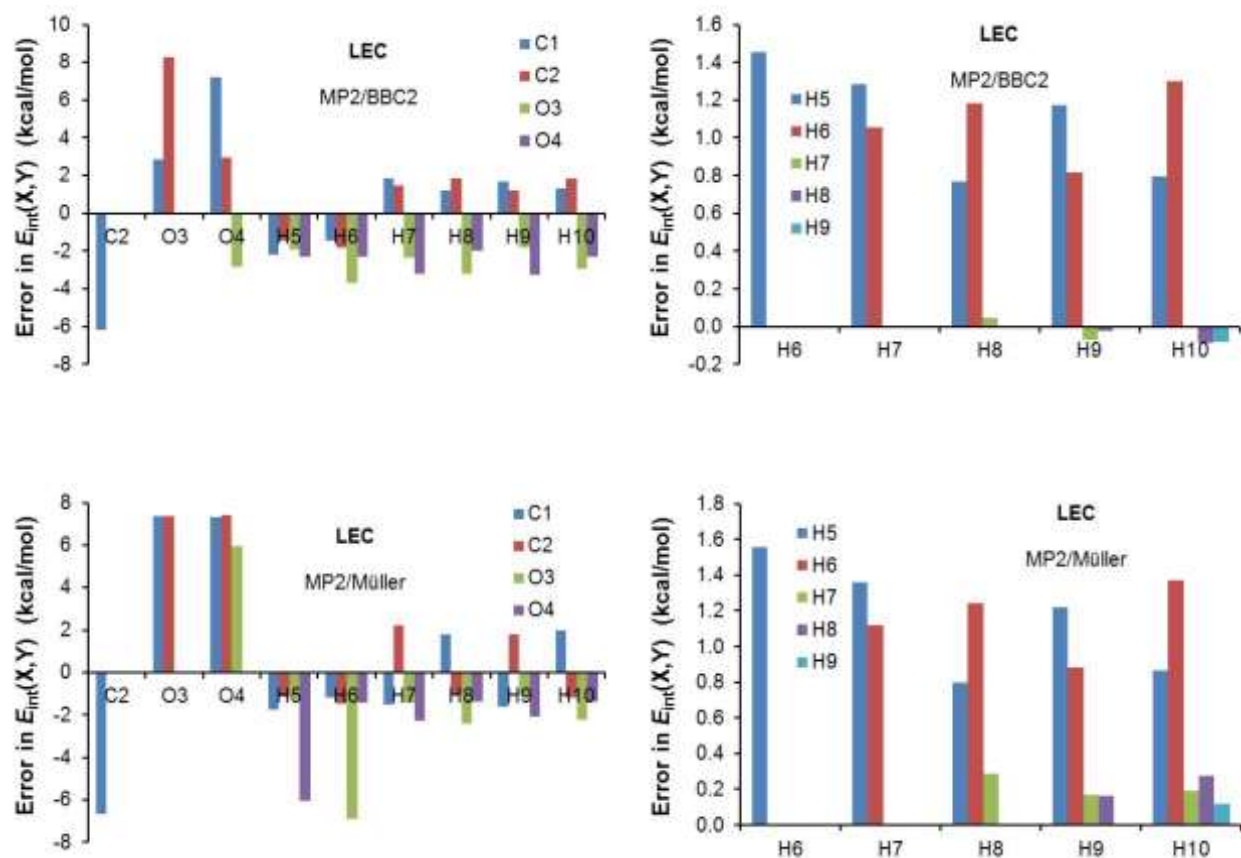 Error in Eint(X,Y) (kcal/mol)
10
8
6
4
2
0
-2
-4
-6
-8
LEC
MP2/BBC2
C1
C2
O3
O4
C2 O3 O4 H5 H6 H7 H8 H9 H10
Error in Eint(X,Y) (kcal/mol)
1.6
1.4
1.2
1.0
0.8
0.6
0.4
0.2
0.0
-0.2
LEC
MP2/BBC2
H5
H6
H7
H8
H9
H6 H7 H8 H9 H10
Error in Eint(X,Y) (kcal/mol)
8
6
4
2
0
-2
-4
-6
-8
LEC
MP2/Müller
C1
C2
O3
O4
C2 O3 O4 H5 H6 H7 H8 H9 H10
Error in Eint(X,Y) (kcal/mol)
1.8
1.6
1.4
1.2
1.0
0.8
0.6
0.4
0.2
0.0
LEC
MP2/Müller
H5
H6
H7
H8
H9
H6 H7 H8 H9 H10